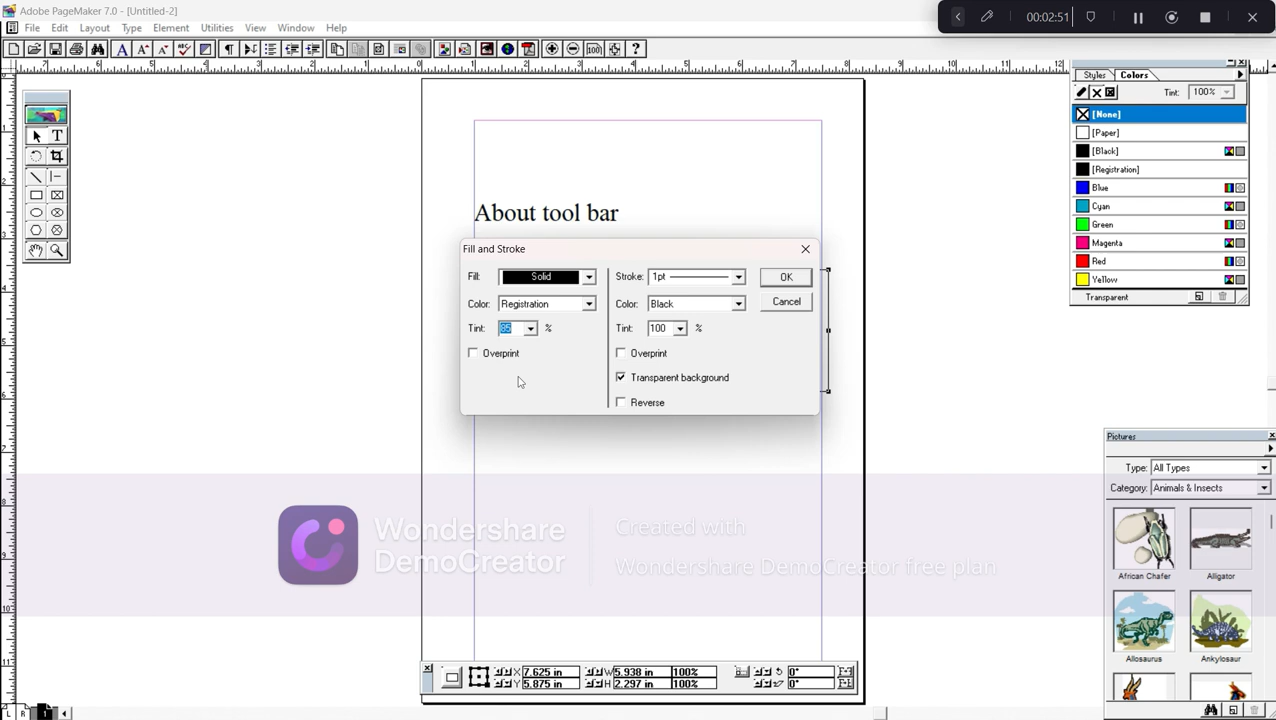 Adobe PageMaker 7.0 - [Untitled-2]
00:02:51
File Edit Layout Type Element Utilities View Window Help
About tool bar
Fill and Stroke
Fill: Solid
Color: Registration
Tint: 85 %
Overprint
Stroke: 1pt
Color: Black
Tint: 100 %
Overprint
Transparent background
Reverse
OK
Cancel
Styles Colors
Tint: 100%
[None]
[Paper]
[Black]
[Registration]
Blue
Cyan
Green
Magenta
Red
Yellow
Transparent
Pictures
Type: All Types
Category: Animals & Insects
African Chafer Alligator
Allosaurus Ankylosaur
Wondershare
DemoCreator
Created with
Wondershare DemoCreator free plan
X 7.625 in W 5.938 in 100% 0°
Y 5.875 in H 2.297 in 100% 0°
L R 1